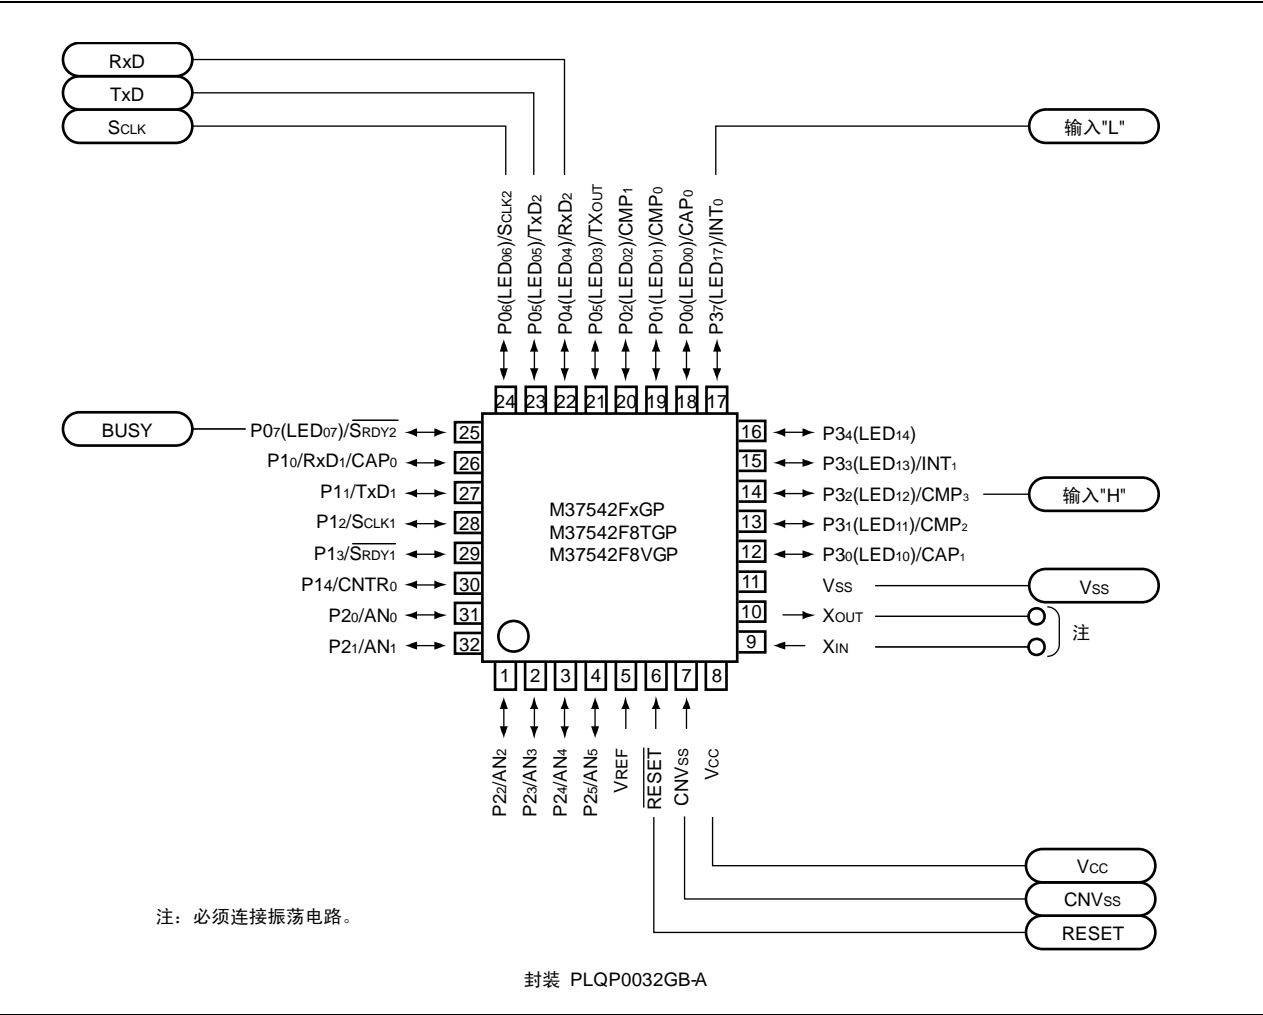 RxD
TxD
SCLK
输入"L"
P06(LED06)/SCLK2
P05(LED05)/TxD2
P04(LED04)/RxD2
P05(LED03)/TXOUT
P02(LED02)/CMP1
P01(LED01)/CMP0
P00(LED00)/CAP0
P37(LED17)/INT0
24
23
22
21
20
19
18
17
BUSY
P07(LED07)/SRDY2
25
P10/RxD1/CAP0
26
P11/TxD1
27
P12/SCLK1
28
P13/SRDY1
29
P14/CNTR0
30
P20/AN0
31
P21/AN1
32
M37542FxGP
M37542F8TGP
M37542F8VGP
16
P34(LED14)
15
P33(LED13)/INT1
14
P32(LED12)/CMP3
输入"H"
13
P31(LED11)/CMP2
12
P30(LED10)/CAP1
11
VSS
VSS
10
XOUT
9
XIN
注
1
2
3
4
5
6
7
8
P22/AN2
P23/AN3
P24/AN4
P25/AN5
VREF
RESET
CNVSS
VCC
VCC
CNVSS
RESET
注：必须连接振荡电路。
封装 PLQP0032GB-A